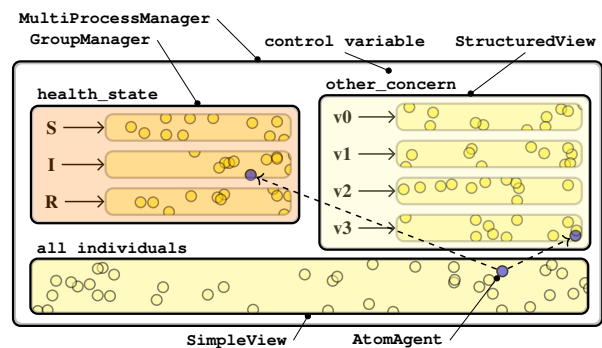 MultiProcessManager
GroupManager
control variable
StructuredView
health_state
other_concern
S
I
R
v0
v1
v2
v3
all individuals
SimpleView
AtomAgent